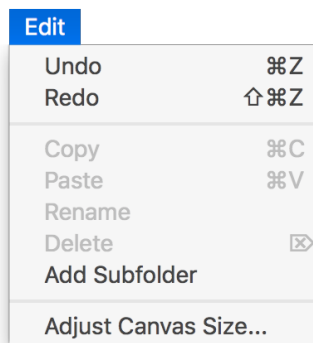 Edit
Undo ⌘Z
Redo ⇧⌘Z
Copy ⌘C
Paste ⌘V
Rename
Delete ⌦
Add Subfolder
Adjust Canvas Size...